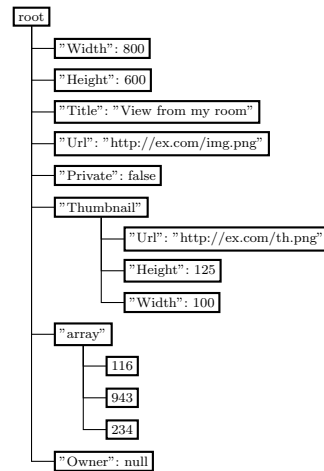 root
"Width": 800
"Height": 600
"Title": "View from my room"
"Url": "http://ex.com/img.png"
"Private": false
"Thumbnail"
"Url": "http://ex.com/th.png"
"Height": 125
"Width": 100
"array"
116
943
234
"Owner": null